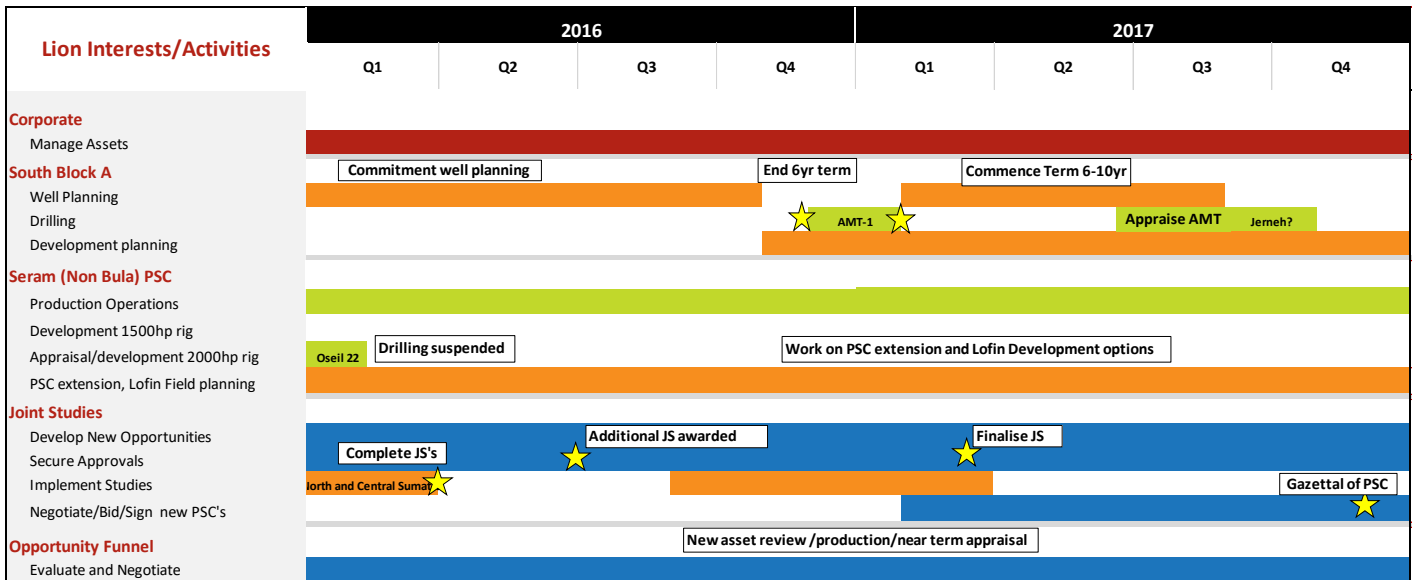 Lion Interests/Activities
2016
2017
Q1
Q2
Q3
Q4
Q1
Q2
Q3
Q4
Corporate
Manage Assets
South Block A
Commitment well planning
End 6yr term
Commence Term 6-10yr
Well Planning
Drilling
AMT-1
Appraise AMT
Jerneh?
Development planning
Seram (Non Bula) PSC
Production Operations
Development 1500hp rig
Appraisal/development 2000hp rig
Oseil 22
Drilling suspended
Work on PSC extension and Lofin Development options
PSC extension, Lofin Field planning
Joint Studies
Develop New Opportunities
Additional JS awarded
Finalise JS
Secure Approvals
Complete JS's
Implement Studies
and Central
Gazettal of PSC
Negotiate/Bid/Sign new PSC's
Opportunity Funnel
New asset review /production/near term appraisal
Evaluate and Negotiate